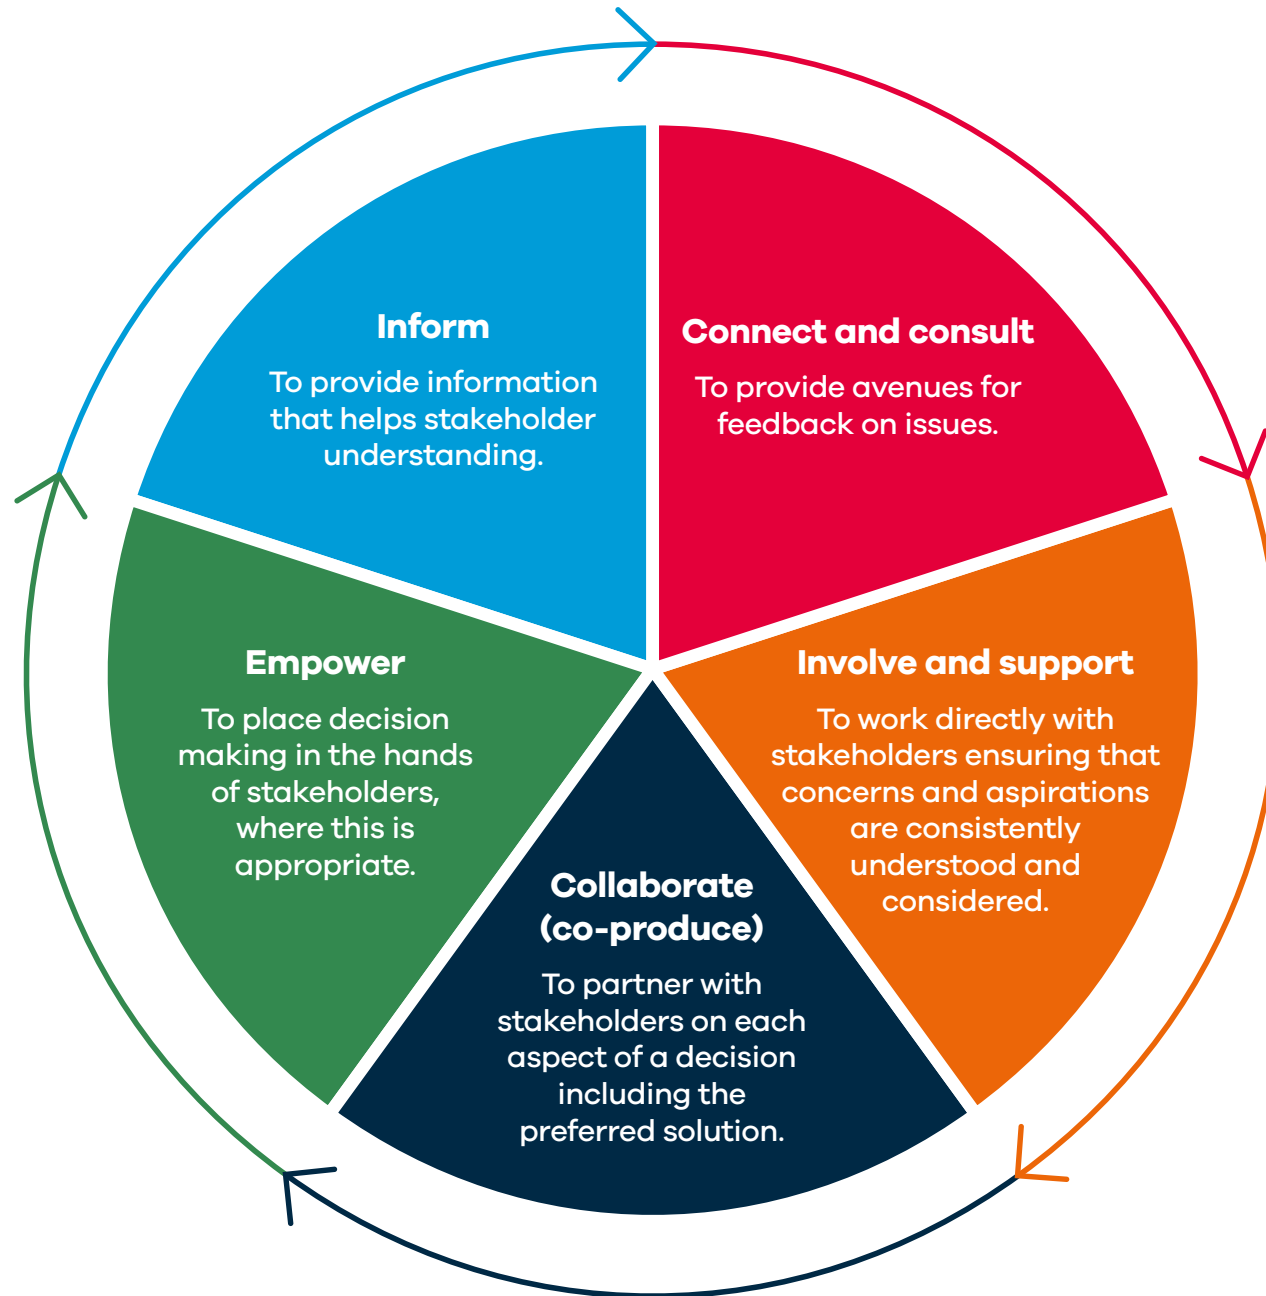 Inform
To provide information
that helps stakeholder
understanding.
Connect and consult
To provide avenues for
feedback on issues.
Involve and support
To work directly with
stakeholders ensuring that
concerns and aspirations
are consistently
understood and
considered.
Collaborate
(co-produce)
To partner with
stakeholders on each
aspect of a decision
including the
preferred solution.
Empower
To place decision
making in the hands
of stakeholders,
where this is
appropriate.